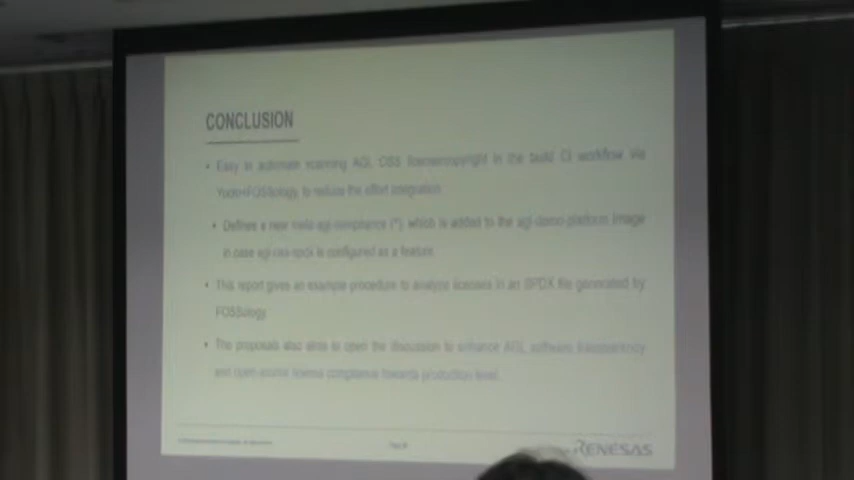 CONCLUSION
• Easy to automate scanning AGL OSS license/copyright in the build CI workflow via
Yocto+FOSSology to reduce the effort integration
• Defines a new meta-agl-compliance (*), which is added to the agl-demo-platform image
in case is configured as a feature
• This report gives an example procedure to analyze licenses in an SPDX file generated by
FOSSology
• The proposals also aims to open the discussion to enhance AGL software
and open source license compliance towards production level.
RENESAS